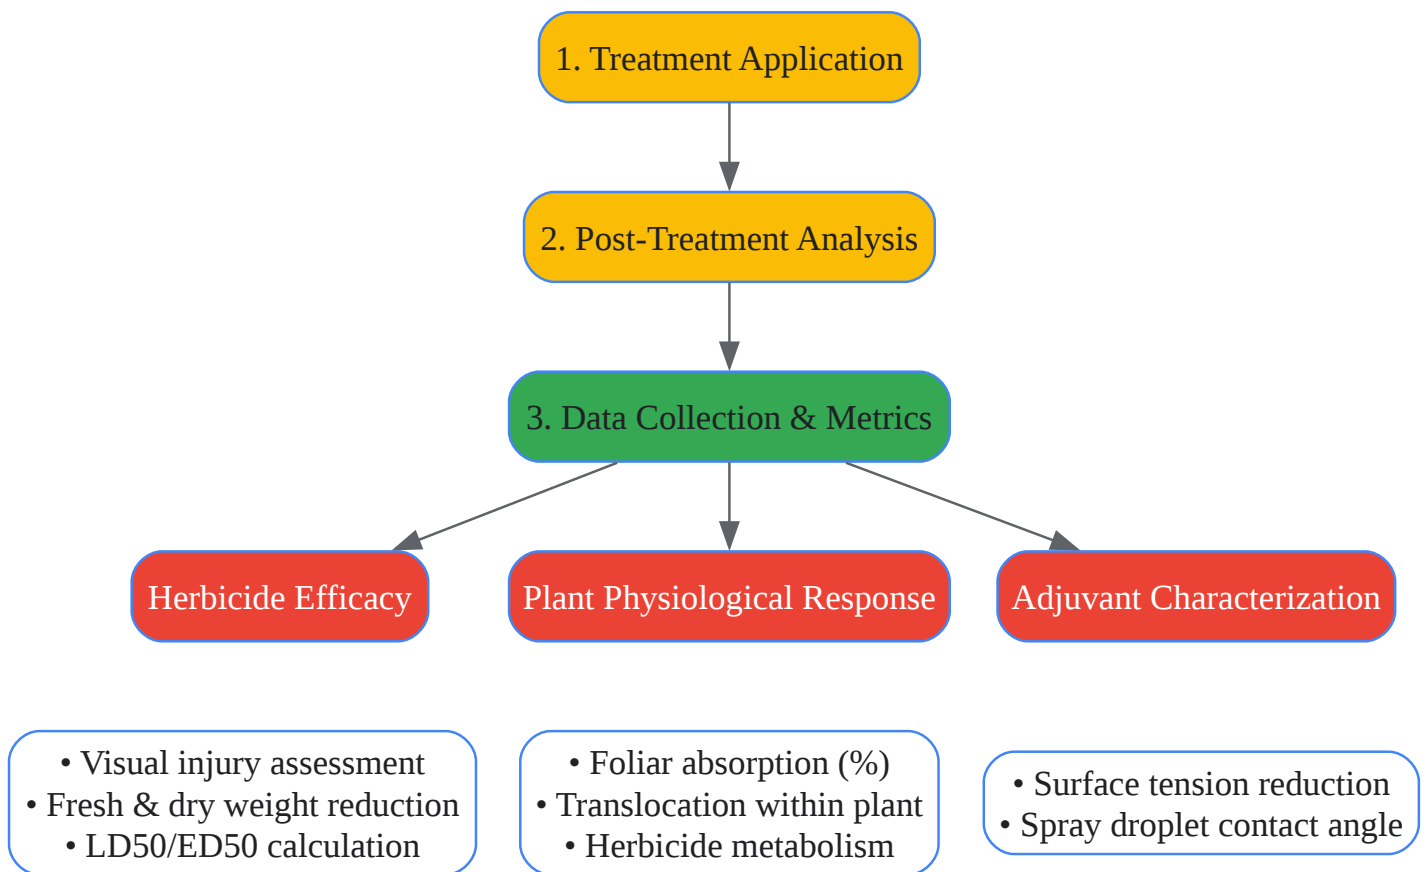 1. Treatment Application
2. Post-Treatment Analysis
3. Data Collection & Metrics
Herbicide Efficacy
Plant Physiological Response
Adjuvant Characterization
• Visual injury assessment
• Fresh & dry weight reduction
• LD50/ED50 calculation
• Foliar absorption (%)
• Translocation within plant
• Herbicide metabolism
• Surface tension reduction
• Spray droplet contact angle